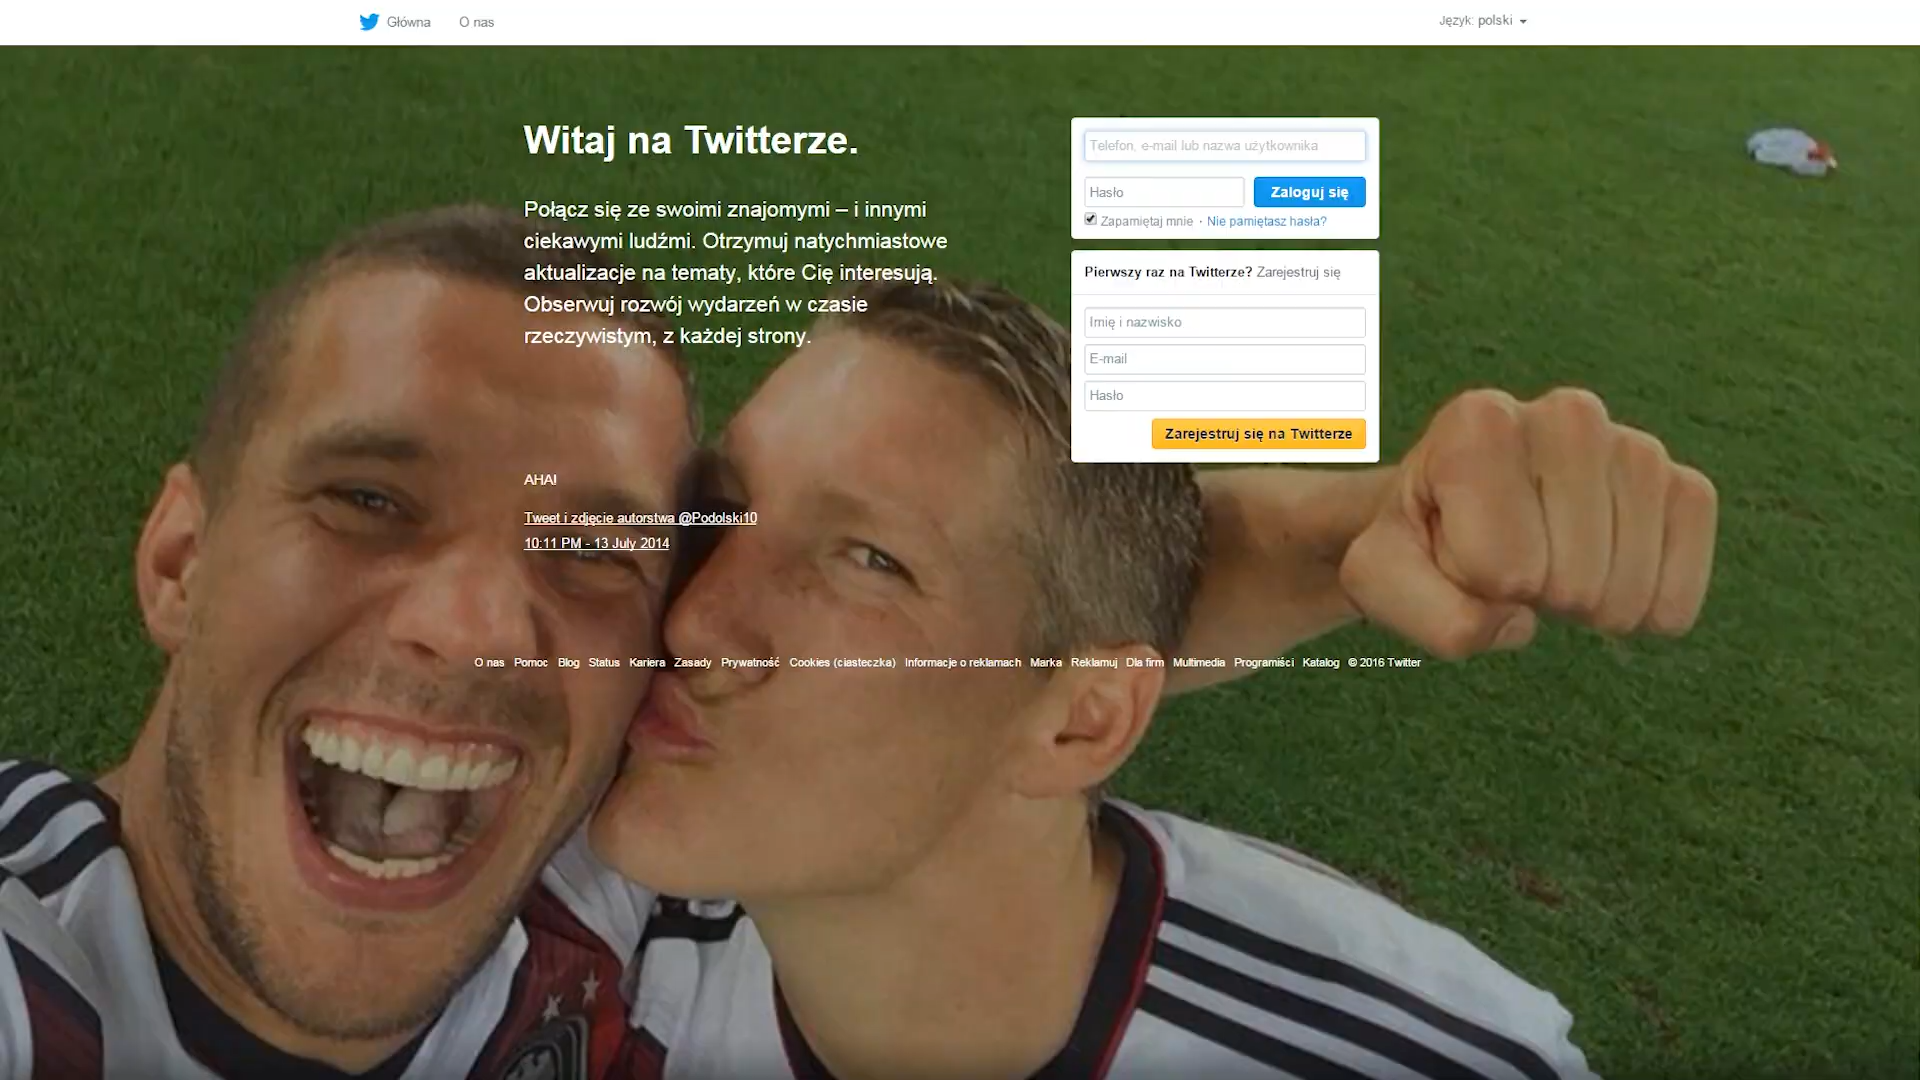 Główna
O nas
Język: polski
Witaj na Twitterze.
Połącz się ze swoimi znajomymi – i innymi
ciekawymi ludźmi. Otrzymuj natychmiastowe
aktualizacje na tematy, które Cię interesują.
Obserwuj rozwój wydarzeń w czasie
rzeczywistym, z każdej strony.
AHA!
Tweet i zdjęcie autorstwa @Podolski10
10:11 PM - 13 July 2014
Telefon, e-mail lub nazwa użytkownika
Hasło
Zaloguj się
Zapamiętaj mnie · Nie pamiętasz hasła?
Pierwszy raz na Twitterze? Zarejestruj się
Imię i nazwisko
E-mail
Hasło
Zarejestruj się na Twitterze
O nas Pomoc Blog Status Kariera Zasady Prywatność Cookies (ciasteczka) Informacje o reklamach Marka Reklamuj Dla firm Multimedia Programiści Katalog © 2016 Twitter